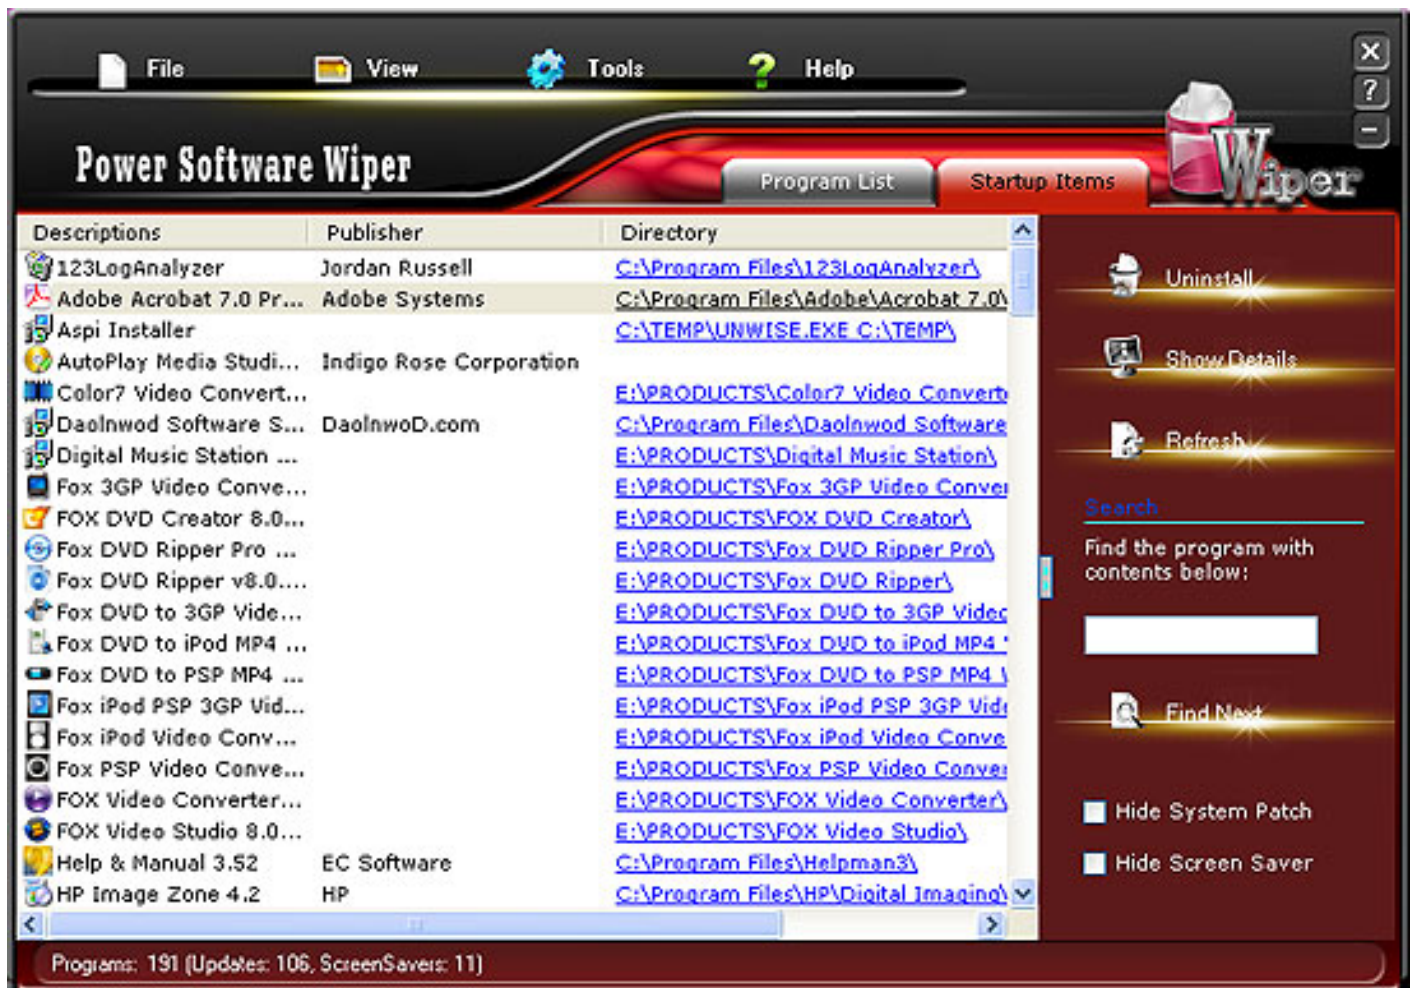 File View Tools Help
Power Software Wiper
Program List Startup Items
Wiper
Descriptions Publisher Directory
123LogAnalyzer Jordan Russell C:\Program Files\123LogAnalyzer\
Adobe Acrobat 7.0 Pr... Adobe Systems C:\Program Files\Adobe\Acrobat 7.0\
Aspi Installer C:\TEMP\UNWISE.EXE C:\TEMP\
AutoPlay Media Studi... Indigo Rose Corporation
Color7 Video Convert... E:\PRODUCTS\Color7 Video Converte
Daolnwod Software S... DaolnwoD.com C:\Program Files\Daolnwod Software
Digital Music Station ... E:\PRODUCTS\Digital Music Station\
Fox 3GP Video Conve... E:\PRODUCTS\Fox 3GP Video Conver
FOX DVD Creator 8.0... E:\PRODUCTS\FOX DVD Creator\
Fox DVD Ripper Pro ... E:\PRODUCTS\Fox DVD Ripper Pro\
Fox DVD Ripper v8.0.... E:\PRODUCTS\Fox DVD Ripper\
Fox DVD to 3GP Vide... E:\PRODUCTS\Fox DVD to 3GP Video
Fox DVD to iPod MP4 ... E:\PRODUCTS\Fox DVD to iPod MP4
Fox DVD to PSP MP4 ... E:\PRODUCTS\Fox DVD to PSP MP4
Fox iPod PSP 3GP Vid... E:\PRODUCTS\Fox iPod PSP 3GP Vide
Fox iPod Video Conv... E:\PRODUCTS\Fox iPod Video Conve
Fox PSP Video Conve... E:\PRODUCTS\Fox PSP Video Conver
FOX Video Converter... E:\PRODUCTS\FOX Video Converter\
FOX Video Studio 8.0... E:\PRODUCTS\FOX Video Studio\
Help & Manual 3.52 EC Software C:\Program Files\Helpman3\
HP Image Zone 4.2 HP C:\Program Files\HP\Digital Imaging\
Uninstall
Show Details
Refresh
Search
Find the program with
contents below:
Find Next
Hide System Patch
Hide Screen Saver
Programs: 191 (Updates: 106, ScreenSavers: 11)